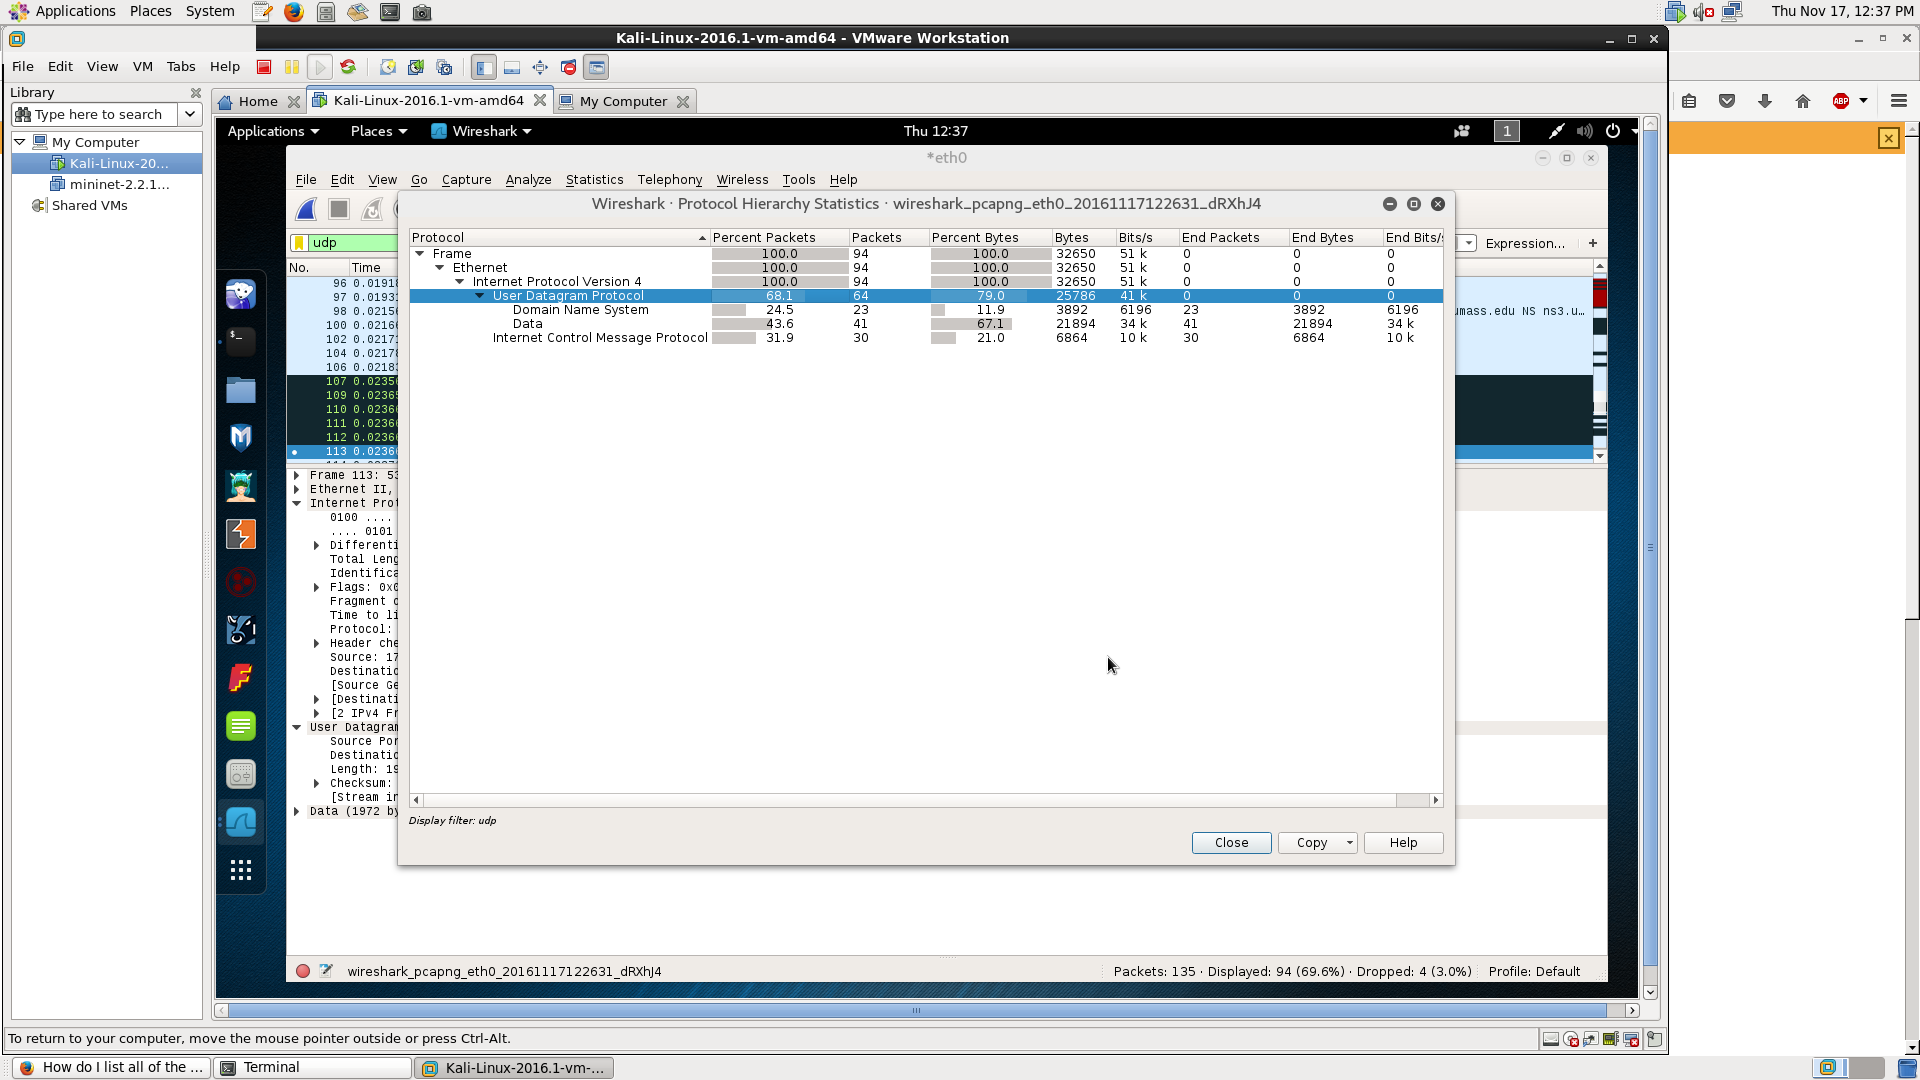 Applications Places System Thu Nov 17, 12:37 PM
Kali-Linux-2016.1-vm-amd64 - VMware Workstation
File Edit View VM Tabs Help
Library
Type here to search
My Computer
Kali-Linux-20...
mininet-2.2.1...
Shared VMs
Home Kali-Linux-2016.1-vm-amd64 My Computer
ABP
Applications Places Wireshark Thu 12:37 1
*eth0
File Edit View Go Capture Analyze Statistics Telephony Wireless Tools Help
udp Expression... +
No. Time
96 0.0191
97 0.0193
98 0.0215 umass.edu NS ns3.u...
100 0.0216
102 0.0217
104 0.0217
106 0.0218
107 0.0235
109 0.0236
110 0.0236
111 0.0236
112 0.0236
113 0.0236
Frame 113: 53
Ethernet II,
Internet Prot
0100 ....
.... 0101
Differenti
Total Leng
Identifica
Flags: 0x0
Fragment o
Time to li
Protocol:
Header che
Source: 17
Destinatio
[Source Ge
[Destinati
[2 IPv4 Fr
User Datagram
Source Por
Destinatio
Length: 19
Checksum:
[Stream in
Data (1972 by
Wireshark · Protocol Hierarchy Statistics · wireshark_pcapng_eth0_20161117122631_dRXhJ4
Protocol Percent Packets Packets Percent Bytes Bytes Bits/s End Packets End Bytes End Bits/s
Frame 100.0 94 100.0 32650 51 k 0 0 0
Ethernet 100.0 94 100.0 32650 51 k 0 0 0
Internet Protocol Version 4 100.0 94 100.0 32650 51 k 0 0 0
User Datagram Protocol 68.1 64 79.0 25786 41 k 0 0 0
Domain Name System 24.5 23 11.9 3892 6196 23 3892 6196
Data 43.6 41 67.1 21894 34 k 41 21894 34 k
Internet Control Message Protocol 31.9 30 21.0 6864 10 k 30 6864 10 k
Display filter: udp
Close Copy Help
wireshark_pcapng_eth0_20161117122631_dRXhJ4 Packets: 135 · Displayed: 94 (69.6%) · Dropped: 4 (3.0%) Profile: Default
To return to your computer, move the mouse pointer outside or press Ctrl-Alt.
How do I list all of the ... Terminal Kali-Linux-2016.1-vm-...